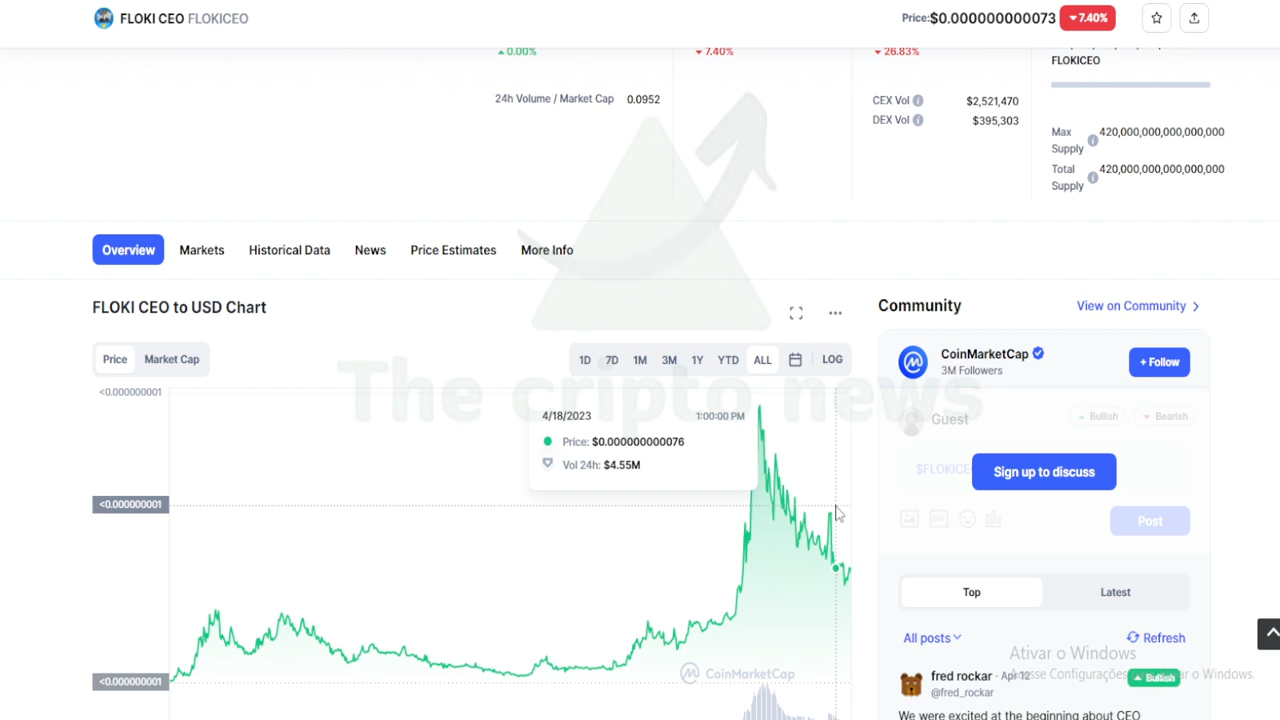 FLOKI CEO FLOKICEO
Price:$0.000000000073 7.40%
0.00% 7.40% 26.83%
FLOKICEO
24h Volume / Market Cap 0.0952
CEX Vol $2,521,470
DEX Vol $395,303
Max Supply 420,000,000,000,000,000
Total Supply 420,000,000,000,000,000
Overview Markets Historical Data News Price Estimates More Info
FLOKI CEO to USD Chart
Price Market Cap
1D 7D 1M 3M 1Y YTD ALL LOG
The cripto news
<0.000000001
4/18/2023 1:00:00 PM
Price: $0.000000000076
Vol 24h: $4.55M
<0.000000001
<0.000000001
CoinMarketCap
Community View on Community
CoinMarketCap
3M Followers
+ Follow
Guest Bullish Bearish
$FLOKICE
Sign up to discuss
GIF
Post
Top Latest
All posts Refresh
Ativar o Windows
fred rockar · Apr 12
Bullish
@fred_rockar
We were excited at the beginning about CEO